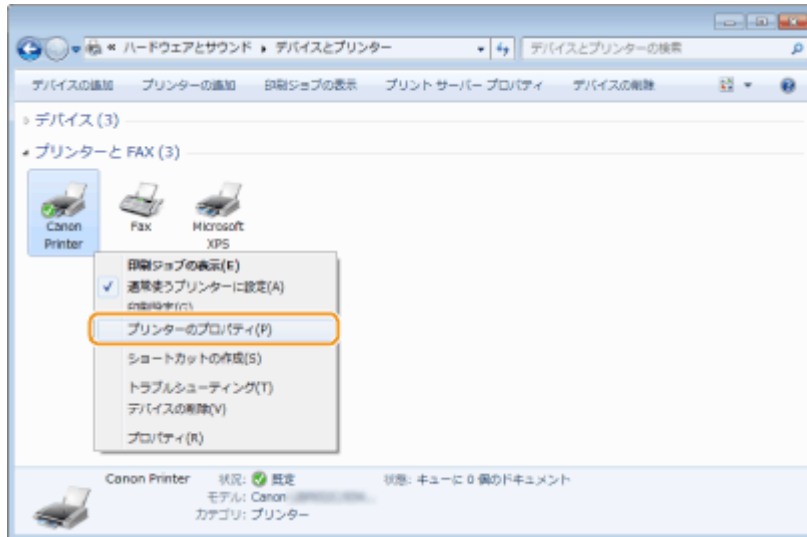 « ハードウェアとサウンド ▸ デバイスとプリンター
デバイスとプリンターの検索
デバイスの追加 プリンターの追加 印刷ジョブの表示 プリント サーバー プロパティ デバイスの削除
デバイス (3)
プリンターと FAX (3)
Canon Printer
Fax
Microsoft XPS
印刷ジョブの表示(E)
通常使うプリンターに設定(A)
印刷設定(G)
プリンターのプロパティ(P)
ショートカットの作成(S)
トラブルシューティング(T)
デバイスの削除(V)
プロパティ(R)
Canon Printer 状況: 既定 状態: キューに 0 個のドキュメント
モデル: Canon
カテゴリ: プリンター